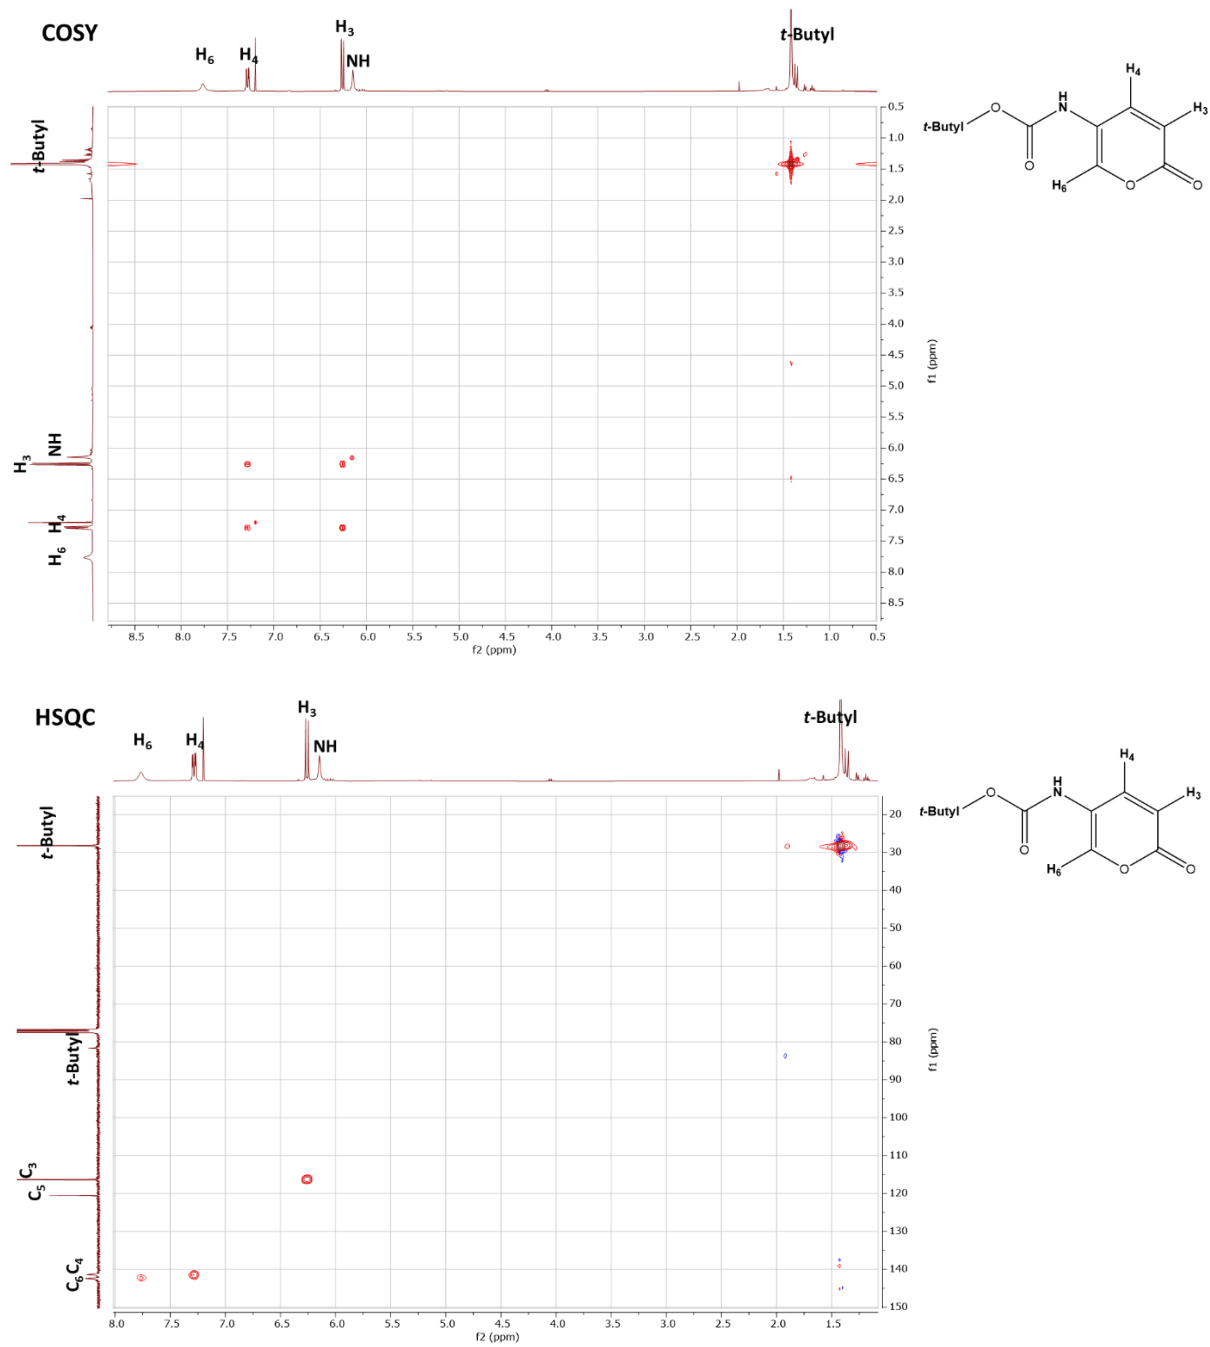 COSY
H6
H4
H3
NH
t-Butyl
t-Butyl
NH
H3
H4
H6
0.5
1.0
1.5
2.0
2.5
3.0
3.5
4.0
4.5
5.0
5.5
6.0
6.5
7.0
7.5
8.0
8.5
f1 (ppm)
8.5 8.0 7.5 7.0 6.5 6.0 5.5 5.0 4.5 4.0 3.5 3.0 2.5 2.0 1.5 1.0 0.5
f2 (ppm)
H4
H
t-Butyl O N H3
O H6 O O
HSQC
H6
H4
H3
NH
t-Butyl
t-Butyl
t-Butyl
C3
C5
C6 C4
20
30
40
50
60
70
80
90
100
110
120
130
140
150
f1 (ppm)
8.0 7.5 7.0 6.5 6.0 5.5 5.0 4.5 4.0 3.5 3.0 2.5 2.0 1.5
f2 (ppm)
H4
H
t-Butyl O N H3
O H6 O O